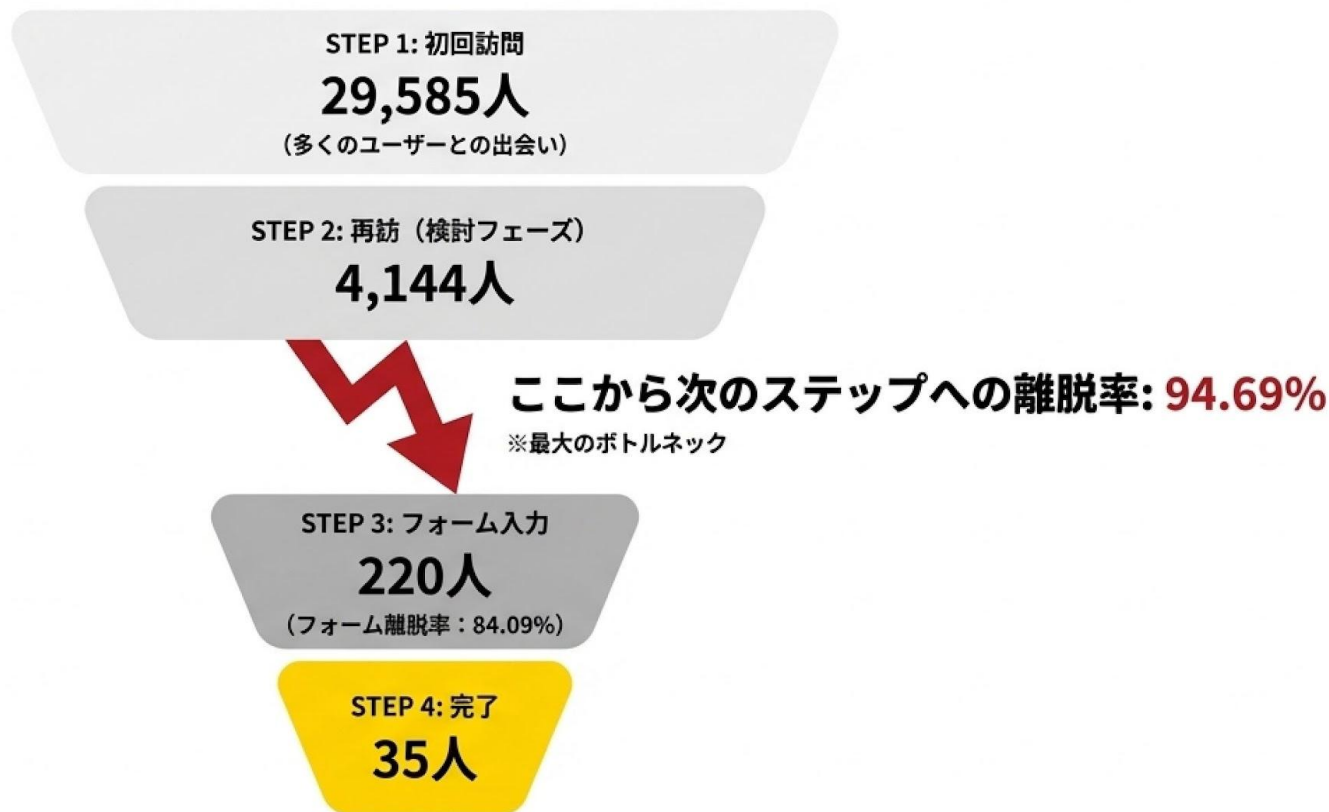 STEP 1: 初回訪問
29,585人
（多くのユーザーとの出会い）
STEP 2: 再訪（検討フェーズ）
4,144人
ここから次のステップへの離脱率: 94.69%
※最大のボトルネック
STEP 3: フォーム入力
220人
（フォーム離脱率：84.09%）
STEP 4: 完了
35人